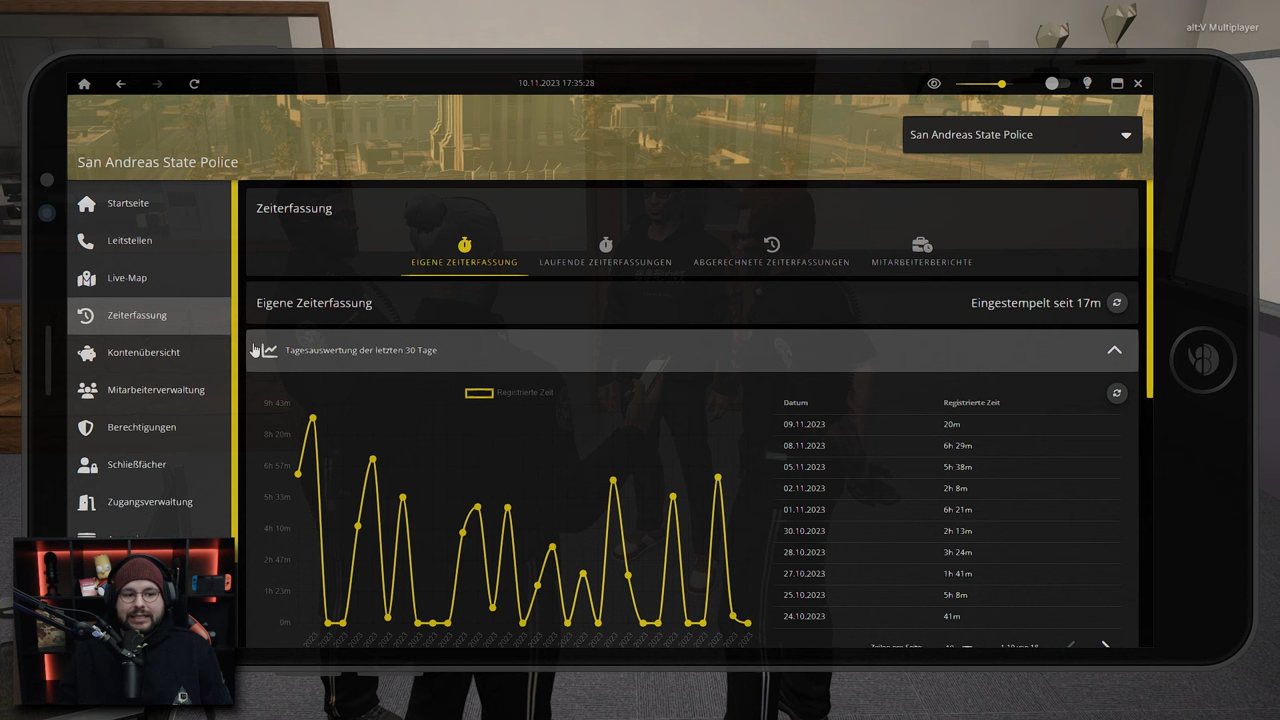 alt:V Multiplayer
10.11.2023 17:35:28
San Andreas State Police
San Andreas State Police
Startseite
Leitstellen
Live-Map
Zeiterfassung
Kontenübersicht
Mitarbeiterverwaltung
Berechtigungen
Schließfächer
Zugangsverwaltung
Zeiterfassung
EIGENE ZEITERFASSUNG
LAUFENDE ZEITERFASSUNGEN
ABGERECHNETE ZEITERFASSUNGEN
MITARBEITERBERICHTE
Eigene Zeiterfassung
Eingestempelt seit 17m
Tagesauswertung der letzten 30 Tage
Registrierte Zeit
9h 43m
8h 20m
6h 57m
5h 33m
4h 10m
2h 47m
1h 23m
0m
Datum Registrierte Zeit
09.11.2023 20m
08.11.2023 6h 29m
05.11.2023 5h 38m
02.11.2023 2h 8m
01.11.2023 6h 21m
30.10.2023 2h 13m
28.10.2023 3h 24m
27.10.2023 1h 41m
25.10.2023 5h 8m
24.10.2023 41m